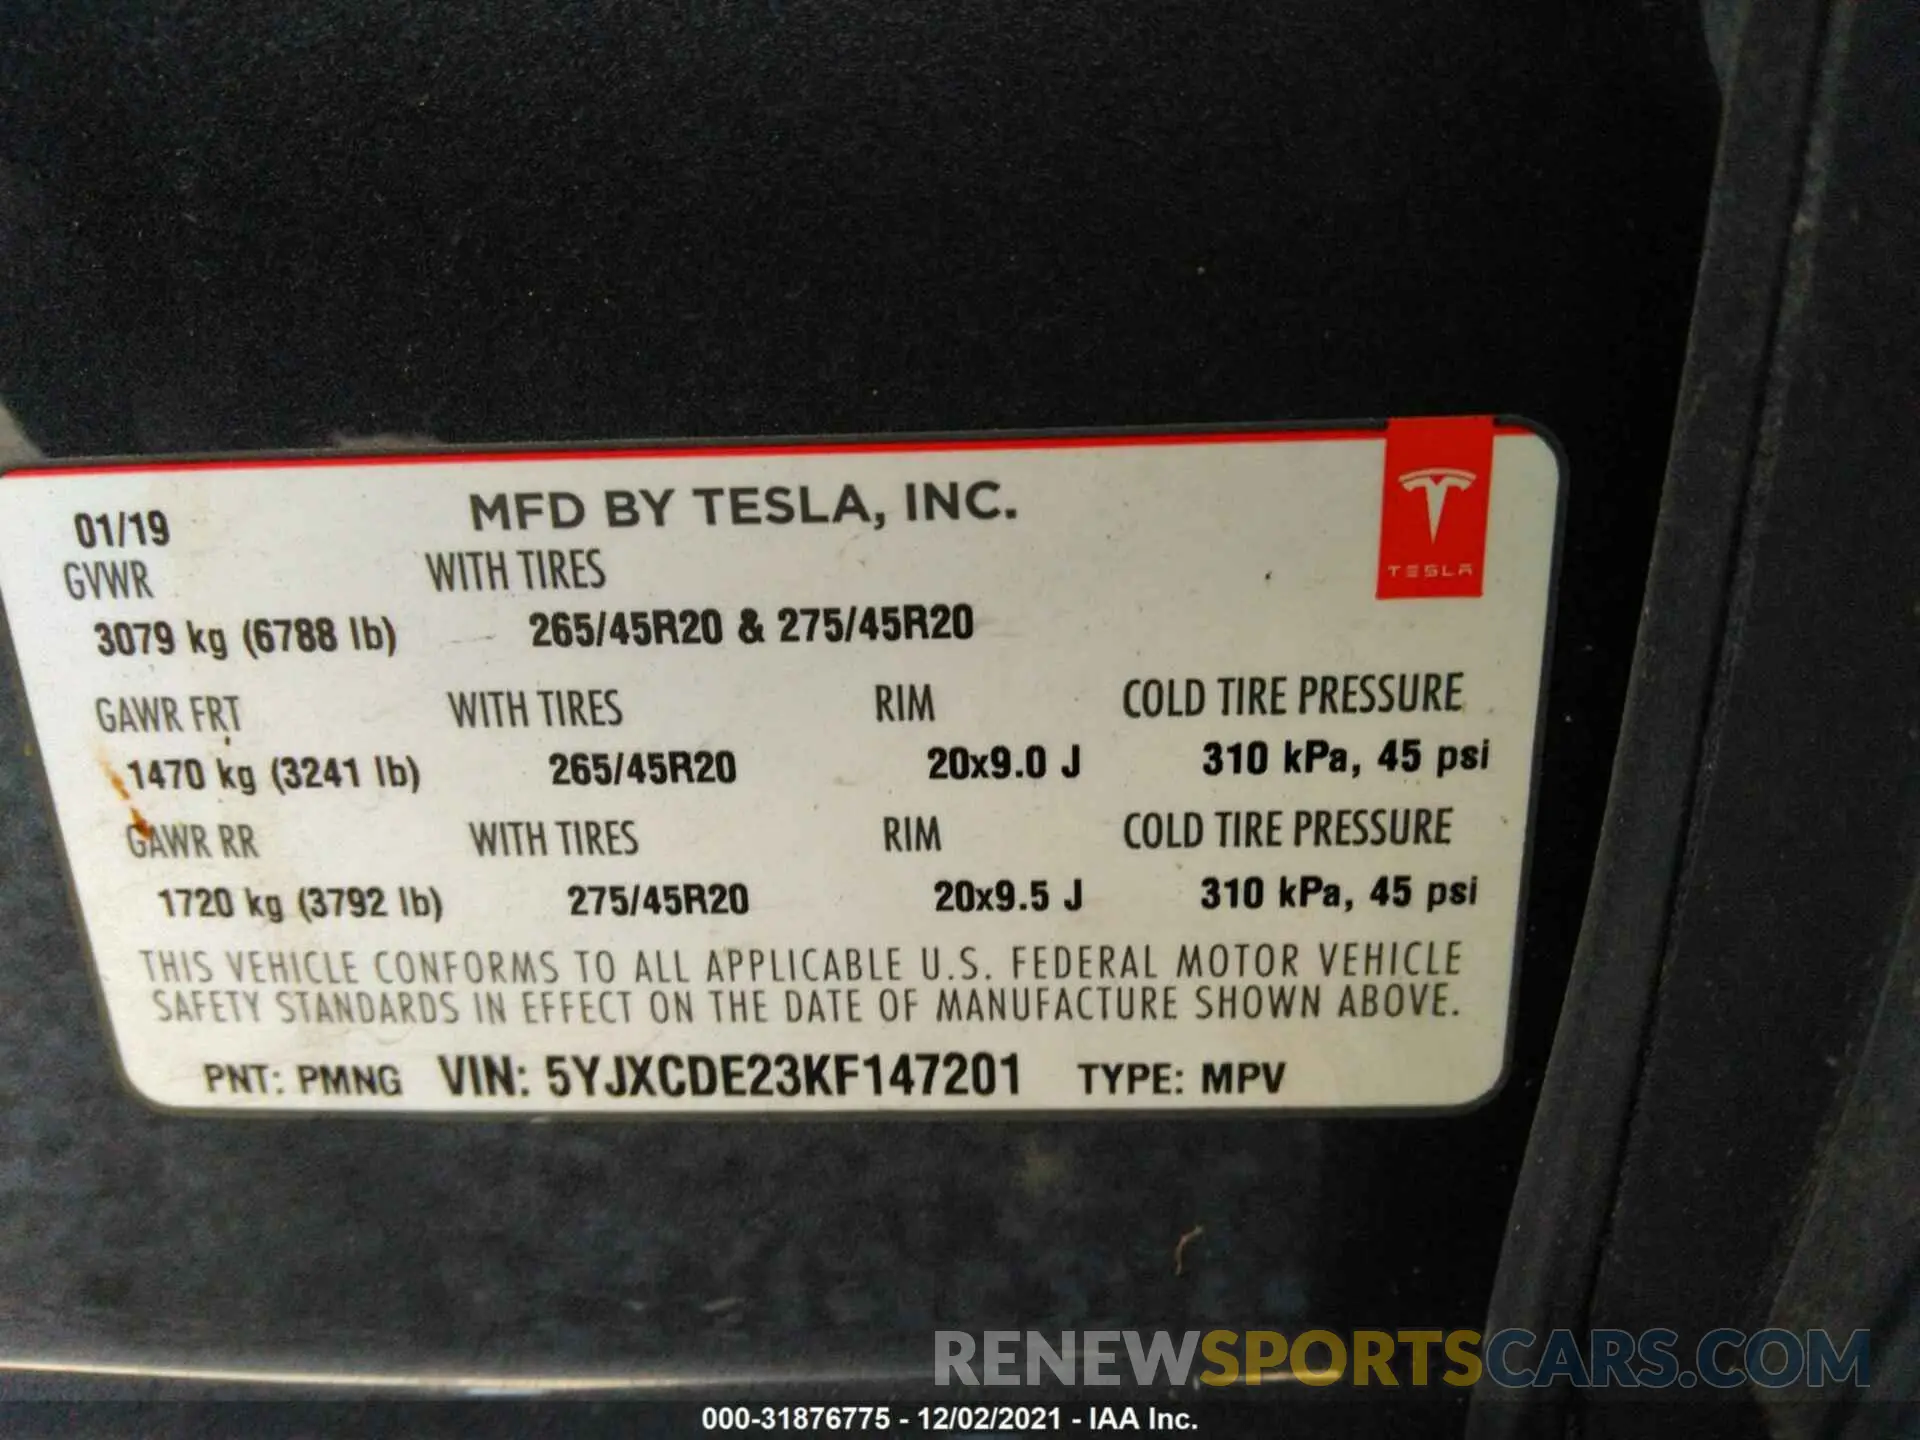 01/19 MFD BY TESLA, INC.
TESLA
GVWR WITH TIRES
3079 kg (6788 lb) 265/45R20 & 275/45R20
GAWR FRT WITH TIRES RIM COLD TIRE PRESSURE
1470 kg (3241 lb) 265/45R20 20x9.0 J 310 kPa, 45 psi
GAWR RR WITH TIRES RIM COLD TIRE PRESSURE
1720 kg (3792 lb) 275/45R20 20x9.5 J 310 kPa, 45 psi
THIS VEHICLE CONFORMS TO ALL APPLICABLE U.S. FEDERAL MOTOR VEHICLE
SAFETY STANDARDS IN EFFECT ON THE DATE OF MANUFACTURE SHOWN ABOVE.
PNT: PMNG VIN: 5YJXCDE23KF147201 TYPE: MPV
RENEWSPORTSCARS.COM
000-31876775 - 12/02/2021 - IAA Inc.